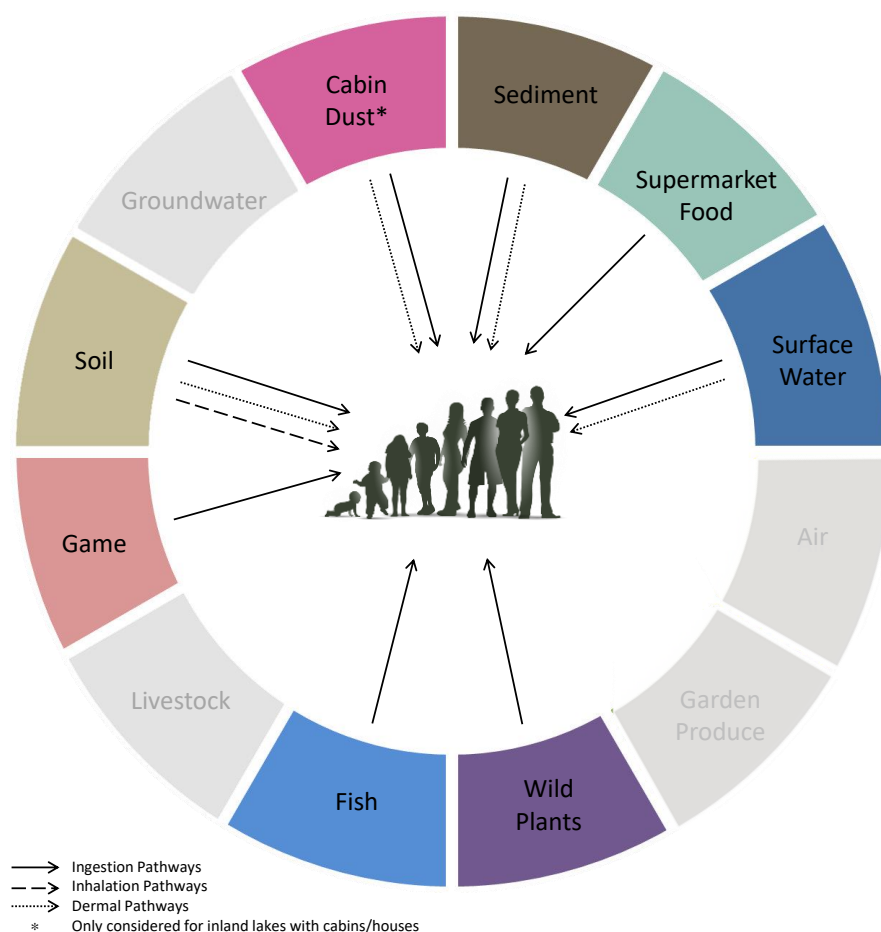 Cabin
Dust*
Sediment
Supermarket
Food
Surface
Water
Air
Garden
Produce
Wild
Plants
Fish
Livestock
Game
Soil
Groundwater
Ingestion Pathways
Inhalation Pathways
Dermal Pathways
* Only considered for inland lakes with cabins/houses